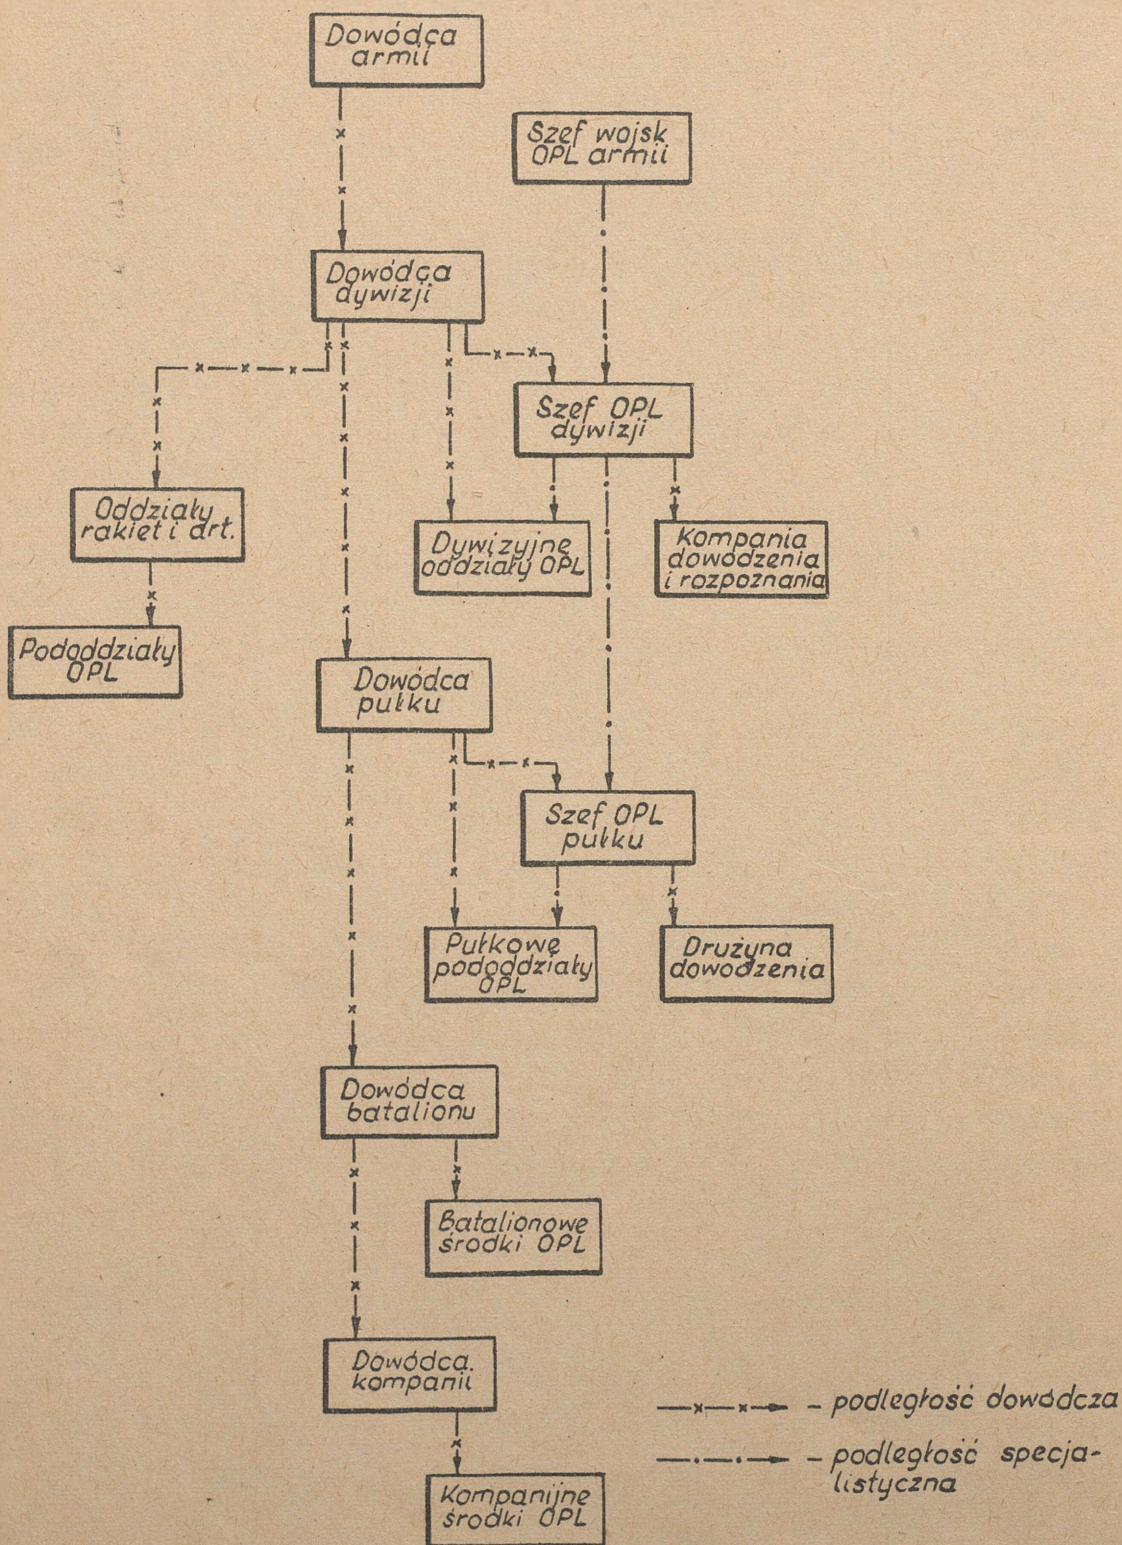 Dowódca
armii
Szef wojsk
OPL armii
Dowódca
dywizji
Szef OPL
dywizji
Oddziały
rakiet i art.
Dywizyjne
oddziały OPL
Kompania
dowodzenia
i rozpoznania
Pododdziały
OPL
Dowódca
pułku
Szef OPL
pułku
Pułkowe
pododdziały
OPL
Drużyna
dowodzenia
Dowódca
batalionu
Batalionowe
środki OPL
Dowódca.
kompanii
– podległość dowódcza
– podległość specja-
listyczna
Kompanijne
środki OPL